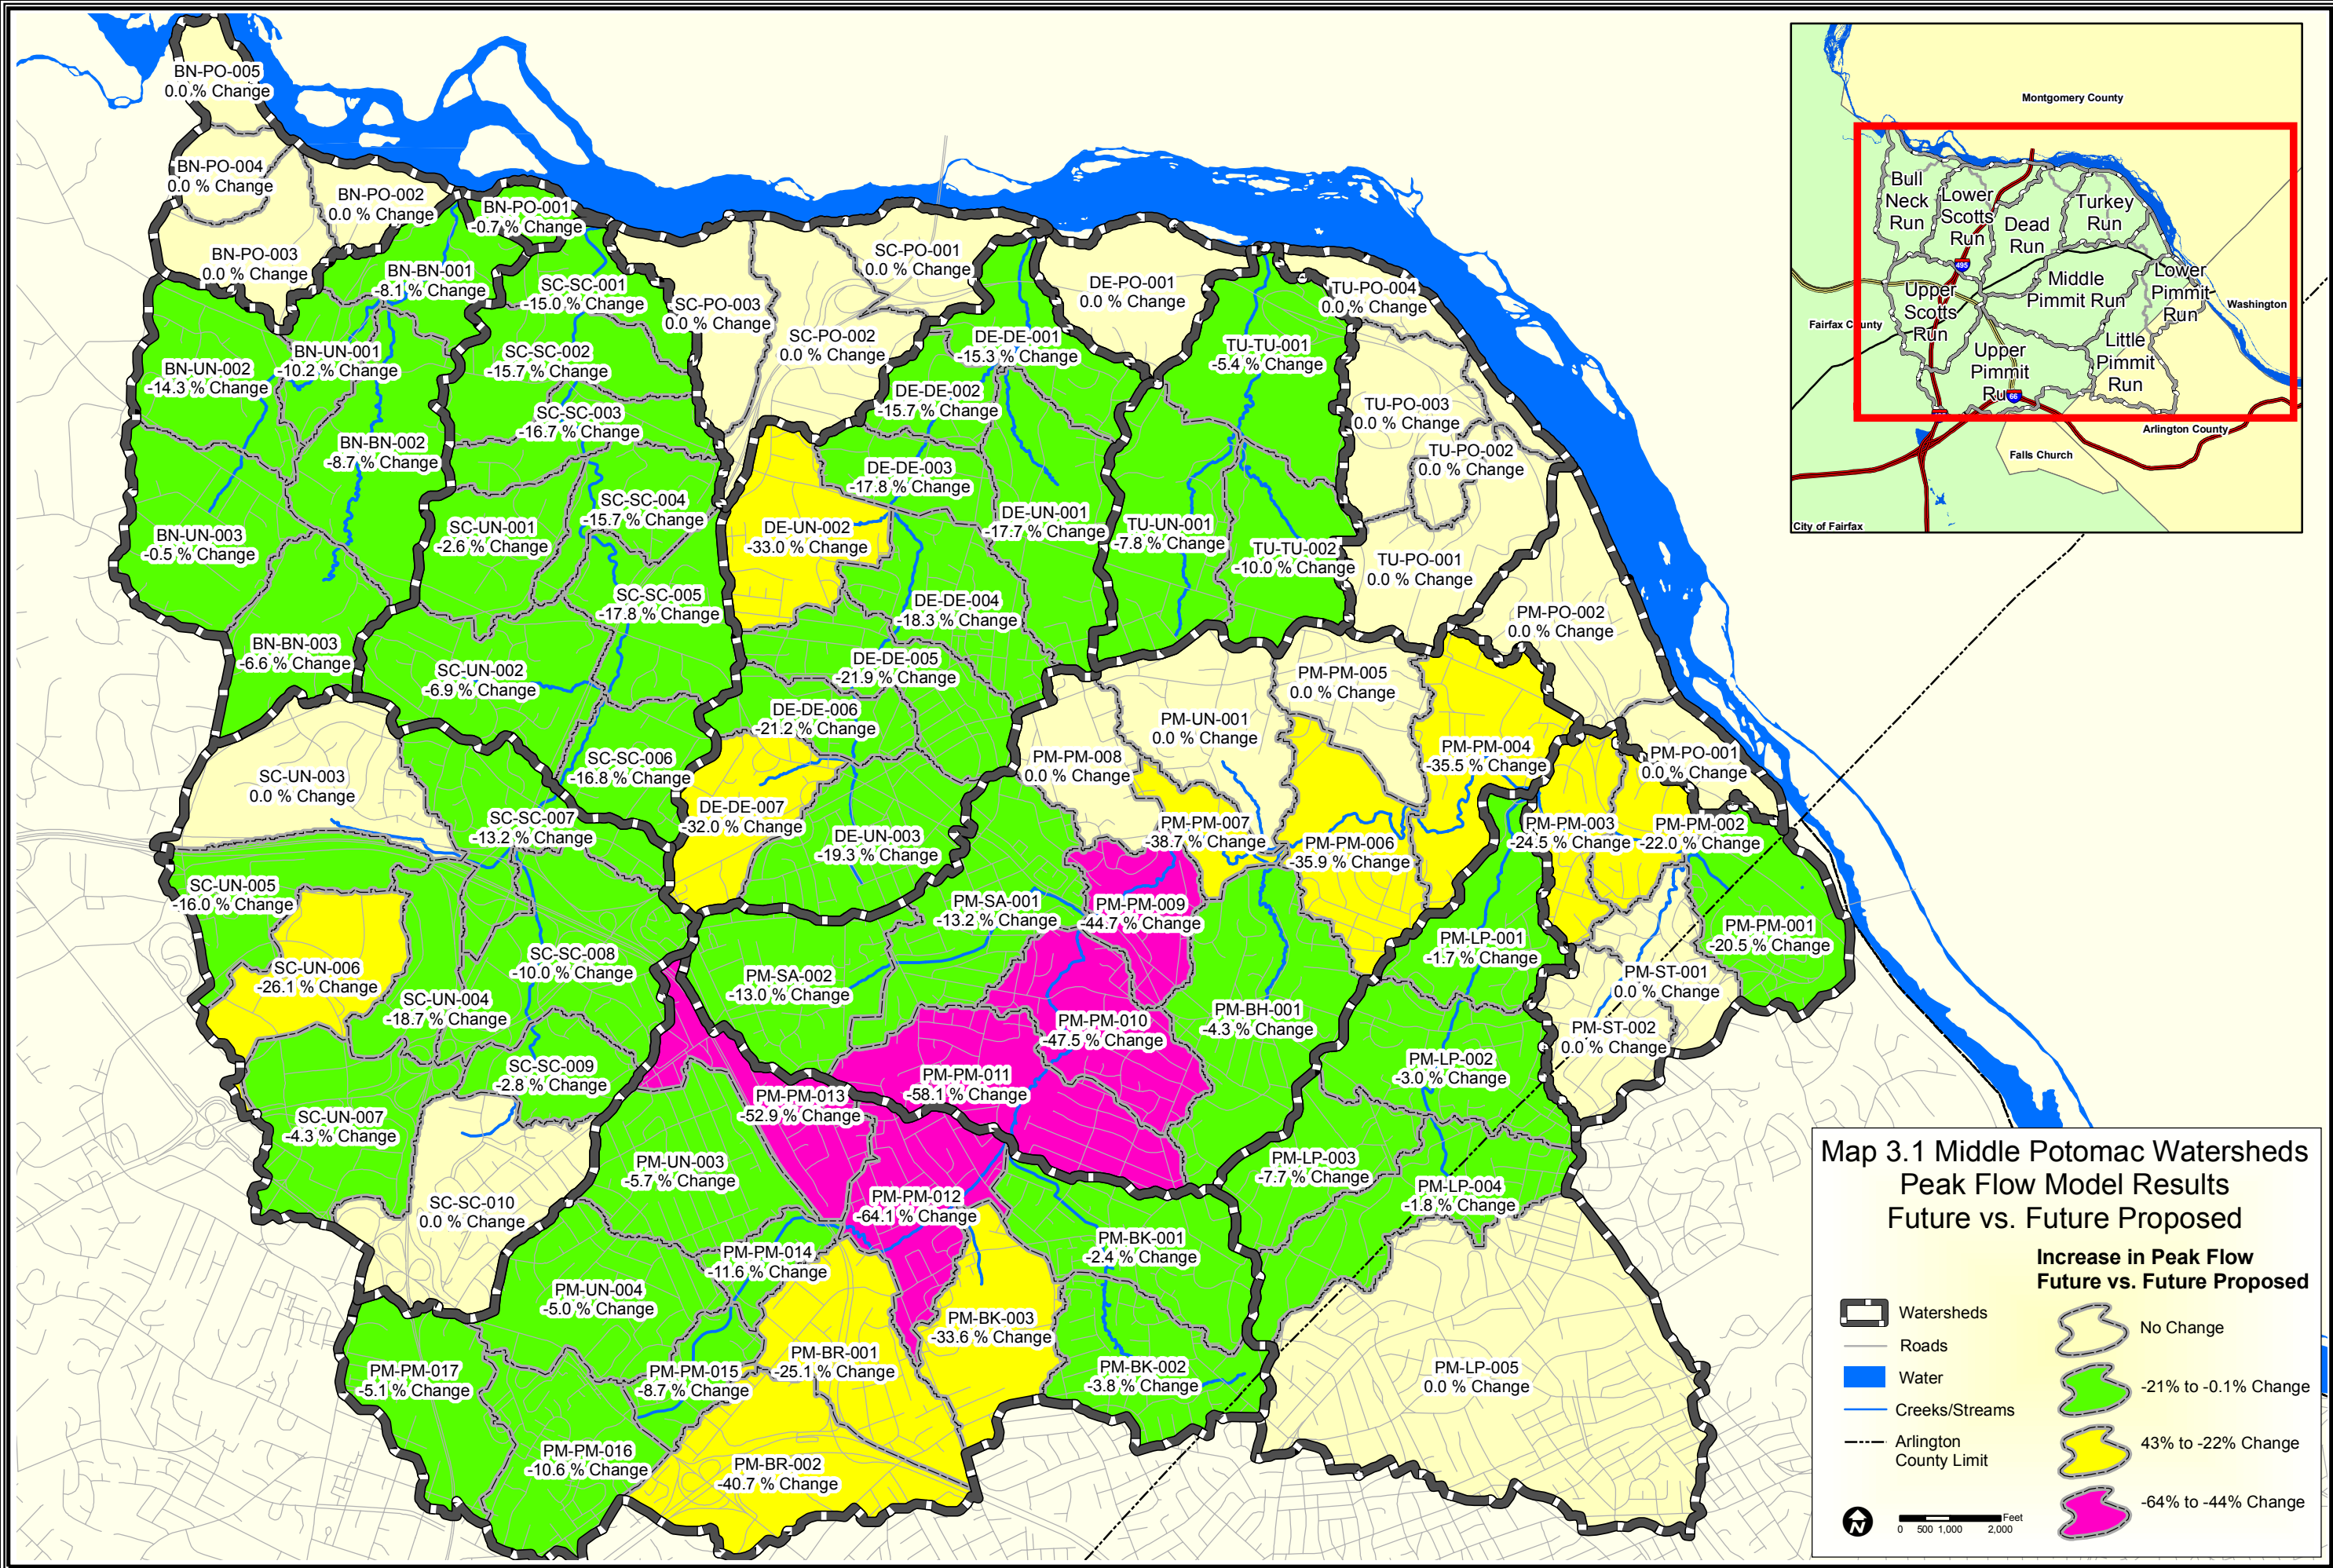 BN-PO-005
0.0 % Change
BN-PO-004
0.0 % Change
BN-PO-002
0.0 % Change
BN-PO-001
-0.7 % Change
BN-PO-003
0.0 % Change
BN-BN-001
-8.1 % Change
SC-SC-001
-15.0 % Change
SC-PO-003
0.0 % Change
SC-PO-001
0.0 % Change
SC-PO-002
0.0 % Change
DE-PO-001
0.0 % Change
TU-PO-004
0.0 % Change
BN-UN-002
-14.3 % Change
BN-UN-001
-10.2 % Change
SC-SC-002
-15.7 % Change
DE-DE-001
-15.3 % Change
TU-TU-001
-5.4 % Change
DE-DE-002
-15.7 % Change
TU-PO-003
0.0 % Change
SC-SC-003
-16.7 % Change
BN-BN-002
-8.7 % Change
TU-PO-002
0.0 % Change
DE-DE-003
-17.8 % Change
SC-SC-004
-15.7 % Change
BN-UN-003
-0.5 % Change
SC-UN-001
-2.6 % Change
DE-UN-002
-33.0 % Change
DE-UN-001
-17.7 % Change
TU-UN-001
-7.8 % Change
TU-TU-002
-10.0 % Change
TU-PO-001
0.0 % Change
SC-SC-005
-17.8 % Change
DE-DE-004
-18.3 % Change
PM-PO-002
0.0 % Change
BN-BN-003
-6.6 % Change
SC-UN-002
-6.9 % Change
DE-DE-005
-21.9 % Change
PM-PM-005
0.0 % Change
DE-DE-006
-21.2 % Change
PM-UN-001
0.0 % Change
PM-PM-004
-35.5 % Change
PM-PM-008
0.0 % Change
PM-PO-001
0.0 % Change
SC-UN-003
0.0 % Change
SC-SC-006
-16.8 % Change
SC-SC-007
-13.2 % Change
DE-DE-007
-32.0 % Change
DE-UN-003
-19.3 % Change
PM-PM-007
-38.7 % Change
PM-PM-006
-35.9 % Change
PM-PM-003
-24.5 % Change
PM-PM-002
-22.0 % Change
SC-UN-005
-16.0 % Change
PM-SA-001
-13.2 % Change
PM-PM-009
-44.7 % Change
PM-LP-001
-1.7 % Change
PM-PM-001
-20.5 % Change
SC-UN-006
-26.1 % Change
SC-SC-008
-10.0 % Change
PM-SA-002
-13.0 % Change
PM-ST-001
0.0 % Change
SC-UN-004
-18.7 % Change
PM-BH-001
-4.3 % Change
PM-PM-010
-47.5 % Change
PM-ST-002
0.0 % Change
SC-SC-009
-2.8 % Change
PM-PM-011
-58.1 % Change
PM-LP-002
-3.0 % Change
PM-PM-013
-52.9 % Change
SC-UN-007
-4.3 % Change
PM-UN-003
-5.7 % Change
PM-LP-003
-7.7 % Change
PM-LP-004
-1.8 % Change
SC-SC-010
0.0 % Change
PM-PM-012
-64.1 % Change
PM-BK-001
-2.4 % Change
PM-PM-014
-11.6 % Change
PM-UN-004
-5.0 % Change
PM-BK-003
-33.6 % Change
PM-BR-001
-25.1 % Change
PM-PM-017
-5.1 % Change
PM-PM-015
-8.7 % Change
PM-BK-002
-3.8 % Change
PM-LP-005
0.0 % Change
PM-PM-016
-10.6 % Change
PM-BR-002
-40.7 % Change
Montgomery County
Bull
Neck
Run
Lower
Scotts
Run
Dead
Run
Turkey
Run
495
Middle
Pimmit Run
Lower
Pimmit
Run
Washington
Upper
Scotts
Run
Fairfax County
Upper
Pimmit
Run
66
Little
Pimmit
Run
Arlington County
Falls Church
City of Fairfax
Map 3.1 Middle Potomac Watersheds
Peak Flow Model Results
Future vs. Future Proposed
Increase in Peak Flow
Future vs. Future Proposed
Watersheds
Roads
Water
Creeks/Streams
Arlington
County Limit
No Change
-21% to -0.1% Change
43% to -22% Change
-64% to -44% Change
N
Feet
0 500 1,000 2,000